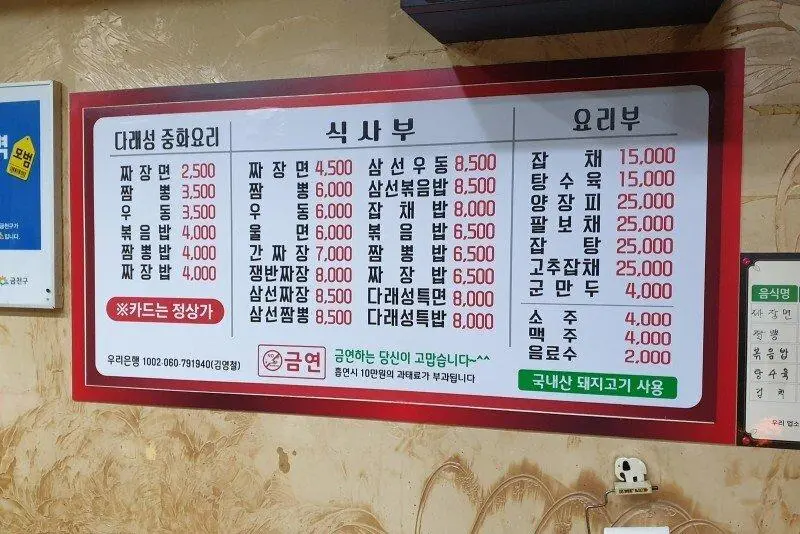 모범
금천구
다래성 중화요리
짜장면 2,500
짬뽕 3,500
우동 3,500
볶음밥 4,000
짬뽕밥 4,000
짜장밥 4,000
※카드는 정상가
식사부
짜장면 4,500
짬뽕 6,000
우동 6,000
울면 6,000
간짜장 7,000
쟁반짜장 8,000
삼선짜장 8,500
삼선짬뽕 8,500
삼선우동 8,500
삼선볶음밥 8,500
잡채밥 8,000
볶음밥 6,500
짬뽕밥 6,500
짜장밥 6,500
다래성특면 8,000
다래성특밥 8,000
요리부
잡채 15,000
탕수육 15,000
양장피 25,000
팔보채 25,000
잡탕 25,000
고추잡채 25,000
군만두 4,000
소주 4,000
맥주 4,000
음료수 2,000
우리은행 1002-060-791940(김영철)
금연
금연하는 당신이 고맙습니다~^^
흡연시 10만원의 과태료가 부과됩니다
국내산 돼지고기 사용
음식명
짜장면
짬뽕
볶음밥
탕수육
김치
우리 업소